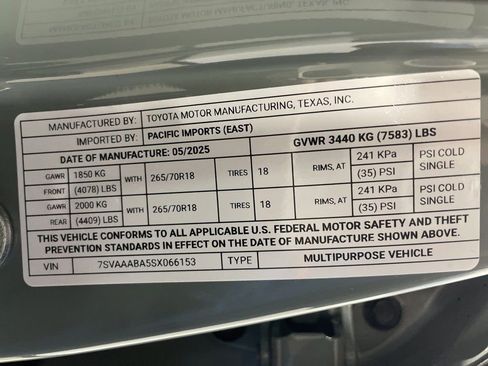 MANUFACTURED BY: TOYOTA MOTOR MANUFACTURING, TEXAS, INC.
IMPORTED BY: PACIFIC IMPORTS (EAST)
DATE OF MANUFACTURE: 05/2025 GVWR 3440 KG (7583) LBS
GAWR 1850 KG WITH 265/70R18 TIRES 18 RIMS, AT 241 KPa PSI COLD
FRONT (4078) LBS (35) PSI SINGLE
GAWR 2000 KG WITH 265/70R18 TIRES 18 RIMS, AT 241 KPa PSI COLD
REAR (4409) LBS (35) PSI SINGLE
THIS VEHICLE CONFORMS TO ALL APPLICABLE U.S. FEDERAL MOTOR SAFETY AND THEFT
PREVENTION STANDARDS IN EFFECT ON THE DATE OF MANUFACTURE SHOWN ABOVE.
VIN 7SVAAABA5SX066153 TYPE MULTIPURPOSE VEHICLE